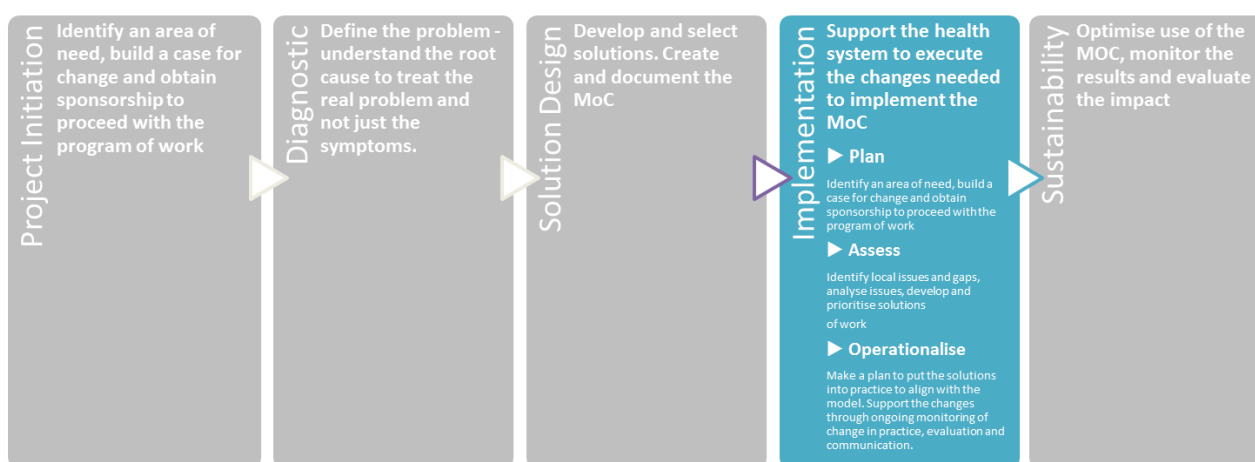 Project Initiation
Identify an area of
need, build a case for
change and obtain
sponsorship to
proceed with the
program of work
Diagnostic
Define the problem -
understand the root
cause to treat the
real problem and
not just the
symptoms.
Solution Design
Develop and select
solutions. Create
and document the
MoC
Implementation
Support the health
system to execute
the changes needed
to implement the
MoC
▶ Plan
Identify an area of need, build a
case for change and obtain
sponsorship to proceed with the
program of work
▶ Assess
Identify local issues and gaps,
analyse issues, develop and
prioritise solutions
of work
▶ Operationalise
Make a plan to put the solutions
into practice to align with the
model. Support the changes
through ongoing monitoring of
change in practice, evaluation and
communication.
Sustainability
Optimise use of the
MOC, monitor the
results and evaluate
the impact